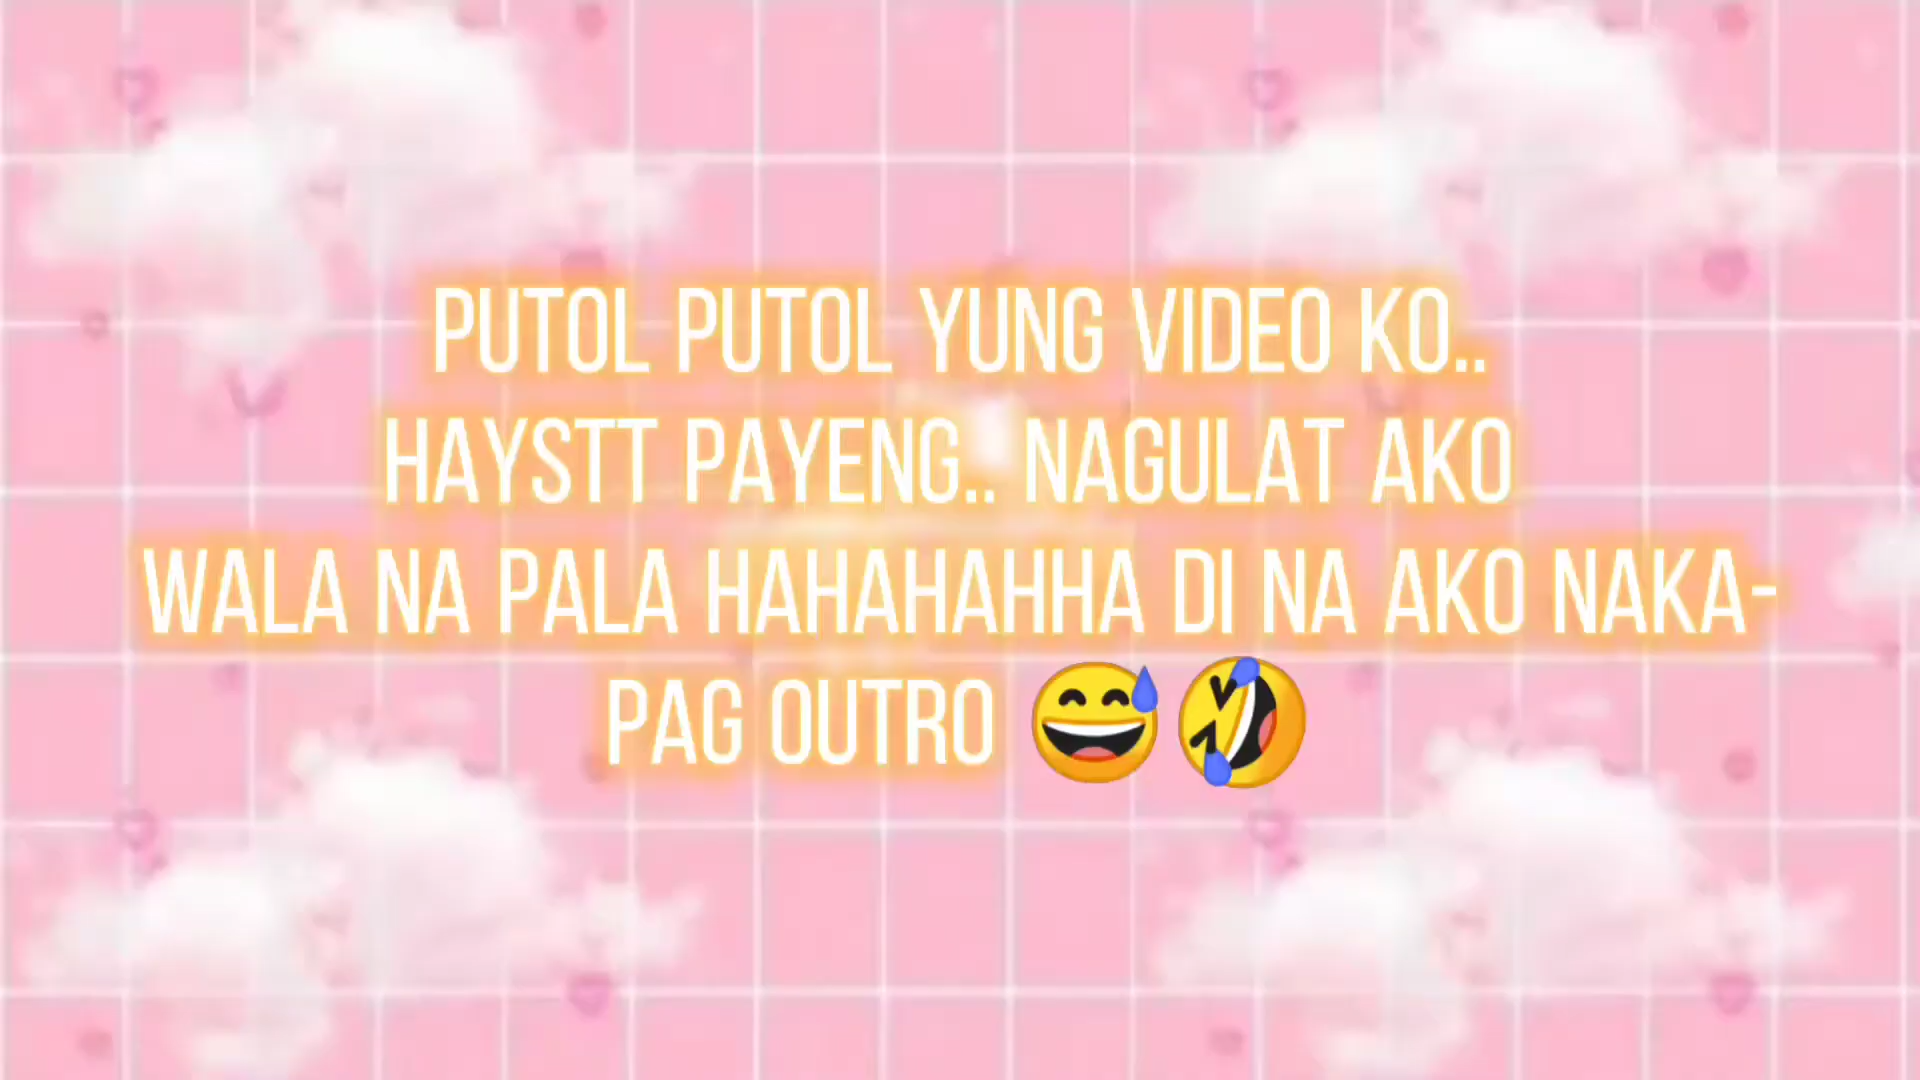 PUTOL PUTOL YUNG VIDEO KO..
HAYSTT PAYENG.. NAGULAT AKO
WALA NA PALA HAHAHAHHA DI NA AKO NAKA-
PAG OUTRO 😅🤣